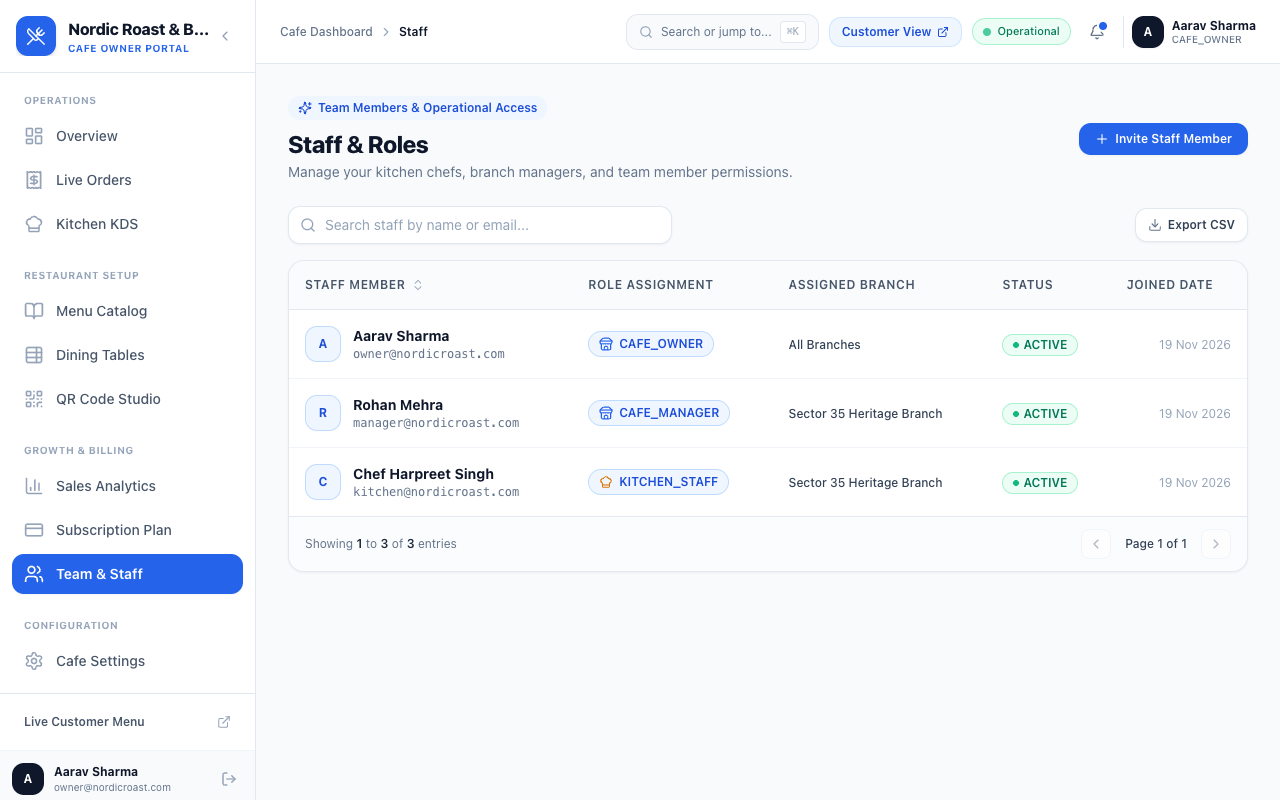 Nordic Roast & B...
CAFE OWNER PORTAL
OPERATIONS
Overview
Live Orders
Kitchen KDS
RESTAURANT SETUP
Menu Catalog
Dining Tables
QR Code Studio
GROWTH & BILLING
Sales Analytics
Subscription Plan
Team & Staff
CONFIGURATION
Cafe Settings
Live Customer Menu
A
Aarav Sharma
owner@nordicroast.com
Cafe Dashboard > Staff
Search or jump to... ⌘K
Customer View
Operational
A
Aarav Sharma
CAFE_OWNER
Team Members & Operational Access
Staff & Roles
Manage your kitchen chefs, branch managers, and team member permissions.
Invite Staff Member
Search staff by name or email...
Export CSV
STAFF MEMBER ROLE ASSIGNMENT ASSIGNED BRANCH STATUS JOINED DATE
A Aarav Sharma CAFE_OWNER All Branches ACTIVE 19 Nov 2026
owner@nordicroast.com
R Rohan Mehra CAFE_MANAGER Sector 35 Heritage Branch ACTIVE 19 Nov 2026
manager@nordicroast.com
C Chef Harpreet Singh KITCHEN_STAFF Sector 35 Heritage Branch ACTIVE 19 Nov 2026
kitchen@nordicroast.com
Showing 1 to 3 of 3 entries
Page 1 of 1